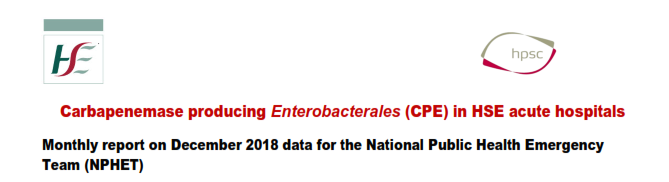 HSE
hpsc
Carbapenemase producing Enterobacterales (CPE) in HSE acute hospitals
Monthly report on December 2018 data for the National Public Health Emergency
Team (NPHET)